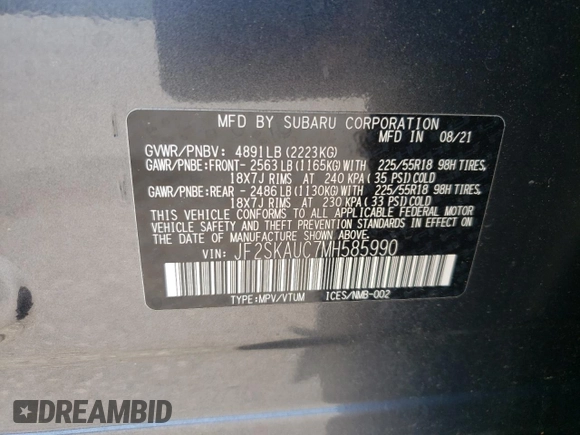 MFD BY SUBARU CORPORATION
MFD IN 08/21
GVWR/PNBV: 4891LB(2223KG)
GAWR/PNBE:FRONT- 2563LB(1165KG)WITH 225/55R18 98H TIRES,
18X7J RIMS AT 240 KPA(35 PSI)COLD
GAWR/PNBE:REAR - 2486LB(1130KG)WITH 225/55R18 98H TIRES,
18X7J RIMS AT 230 KPA(33 PSI)COLD
THIS VEHICLE CONFORMS TO ALL APPLICABLE FEDERAL MOTOR
VEHICLE SAFETY AND THEFT PREVENTION STANDARDS IN EFFECT ON
THE DATE OF MANUFACTURE SHOWN ABOVE.
VIN: JF2SKAUC7MH585990
TYPE:MPV/VTUM ICES/NMB-002
DREAMBID